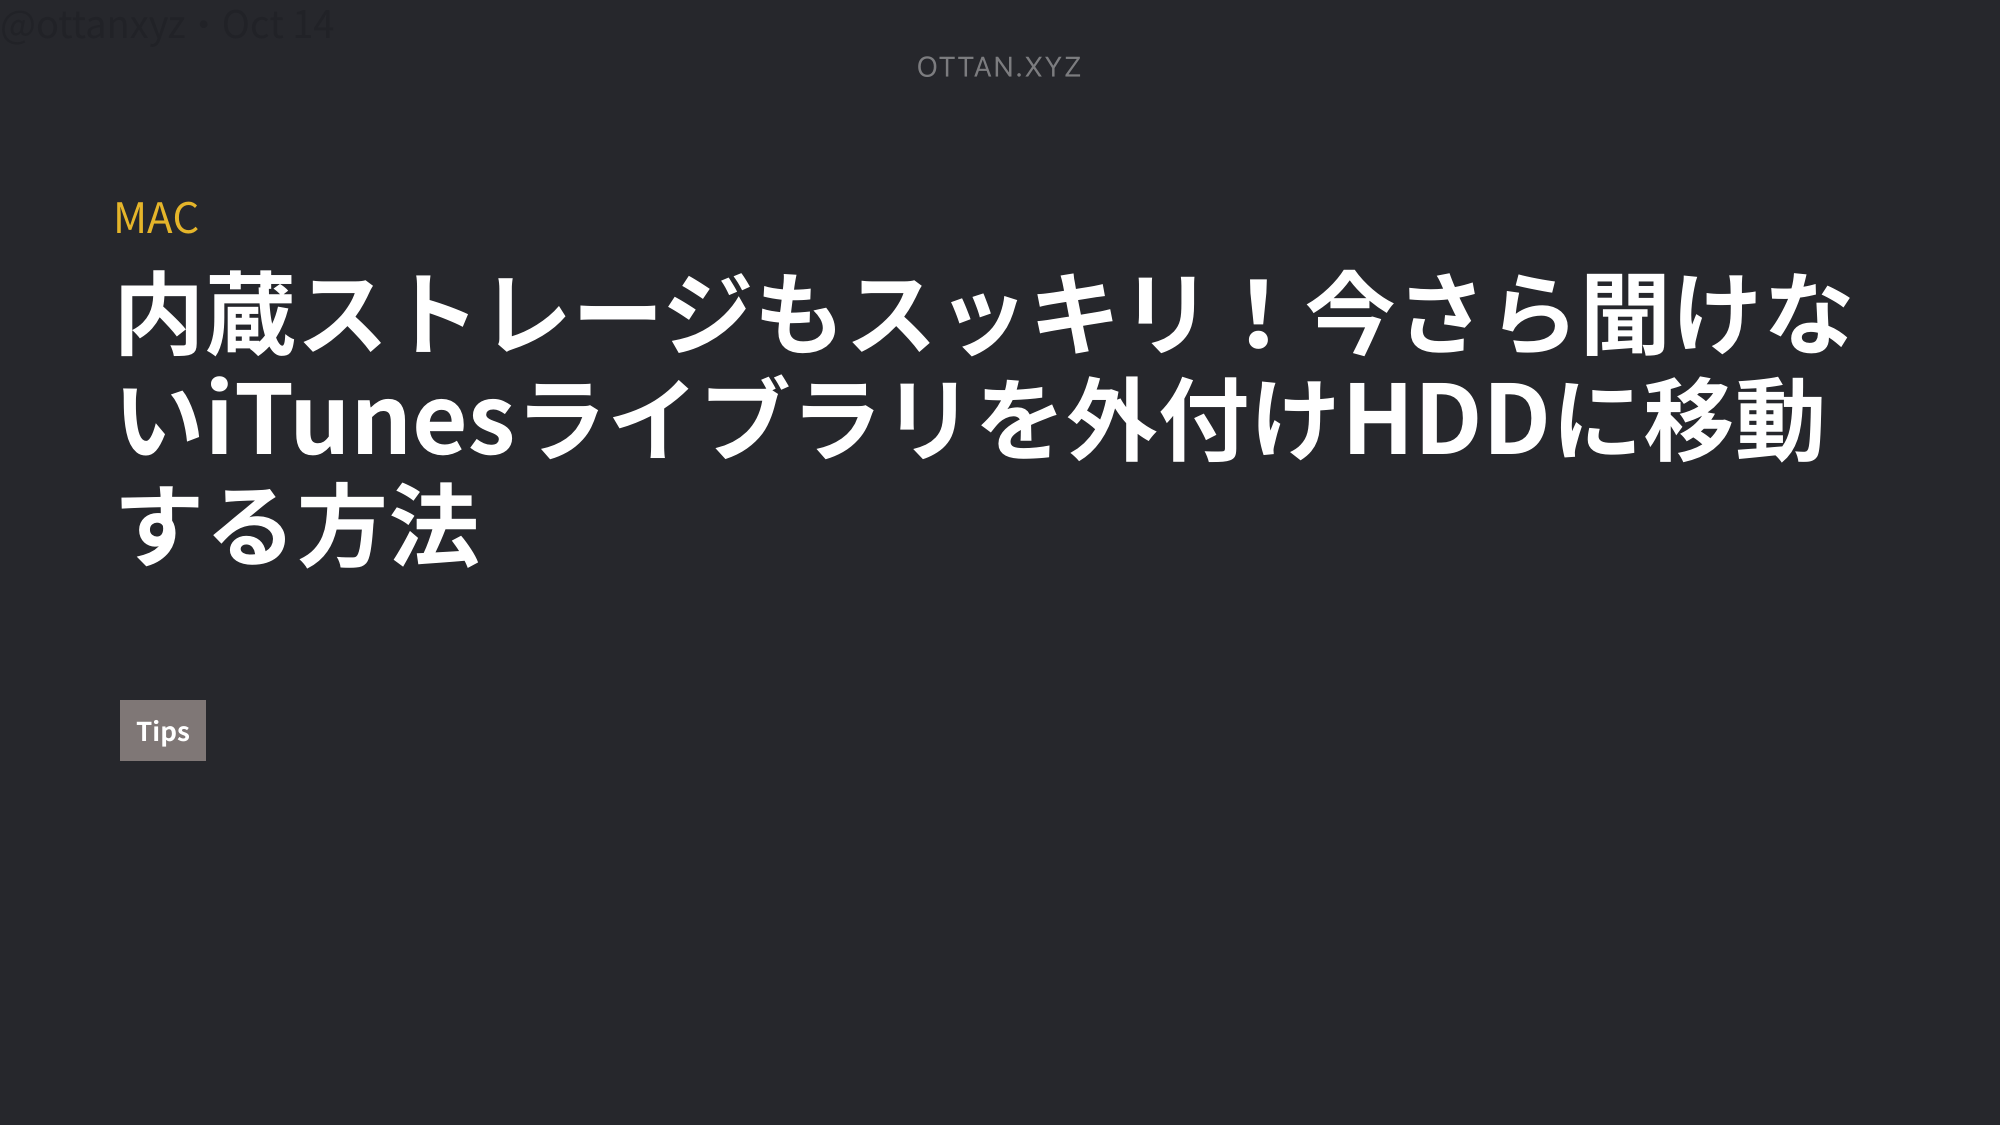 @ottanxyz・Oct 14
OTTAN.XYZ
MAC
内蔵ストレージもスッキリ！今さら聞けな
いiTunesライブラリを外付けHDDに移動
する方法
Tips